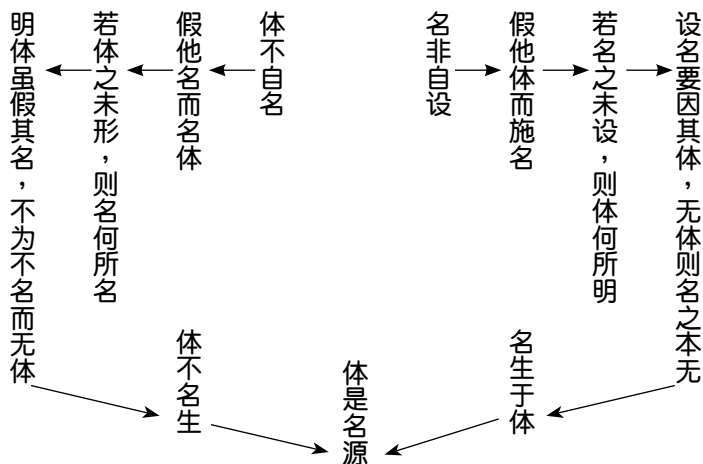 设名要因其体，无体则名之本无
若名之未设，则体何所明
假他体而施名
名非自设
体不自名
假他名而名体
若体之未形，则名何所名
明体虽假其名，不为不名而无体
名生于体
体是名源
体不名生